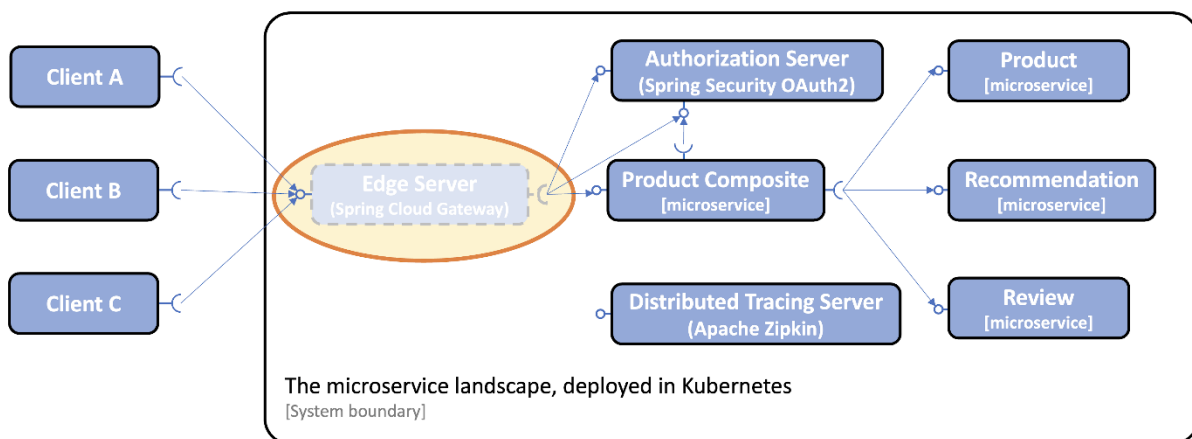 Client A
Client B
Client C
Edge Server
(Spring Cloud Gateway)
Authorization Server
(Spring Security OAuth2)
Product Composite
[microservice]
Distributed Tracing Server
(Apache Zipkin)
Product
[microservice]
Recommendation
[microservice]
Review
[microservice]
The microservice landscape, deployed in Kubernetes
[System boundary]